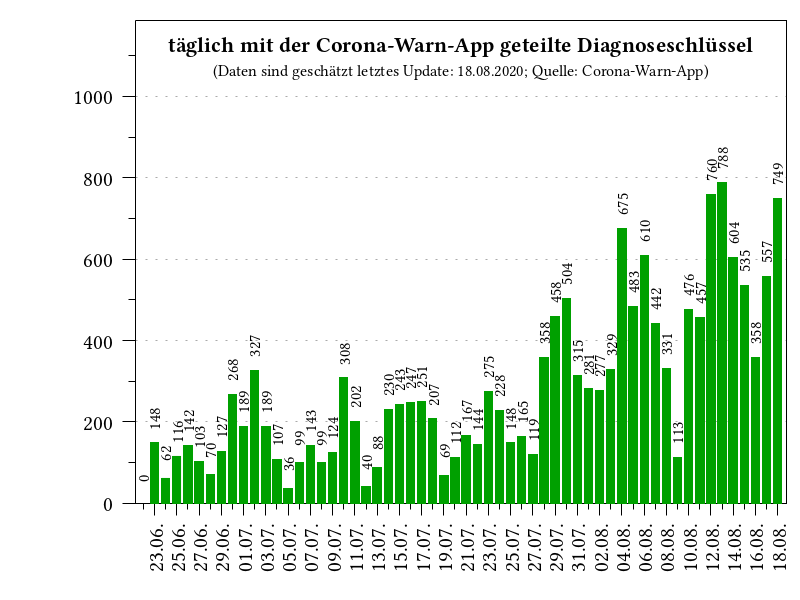 täglich mit der Corona-Warn-App geteilte Diagnoseschlüssel
(Daten sind geschätzt letztes Update: 18.08.2020; Quelle: Corona-Warn-App)
1000
800
600
400
200
0
0 148 62 116 142 103 70 127 268 189 327 189 107 36 99 143 99 124 308 202 40 88 230 243 247 251 207 69 112 167 144 275 228 148 165 119 358 458 504 315 281 277 329 675 483 610 442 331 113 476 457 760 788 604 535 358 557 749
23.06. 25.06. 27.06. 29.06. 01.07. 03.07. 05.07. 07.07. 09.07. 11.07. 13.07. 15.07. 17.07. 19.07. 21.07. 23.07. 25.07. 27.07. 29.07. 31.07. 02.08. 04.08. 06.08. 08.08. 10.08. 12.08. 14.08. 16.08. 18.08.